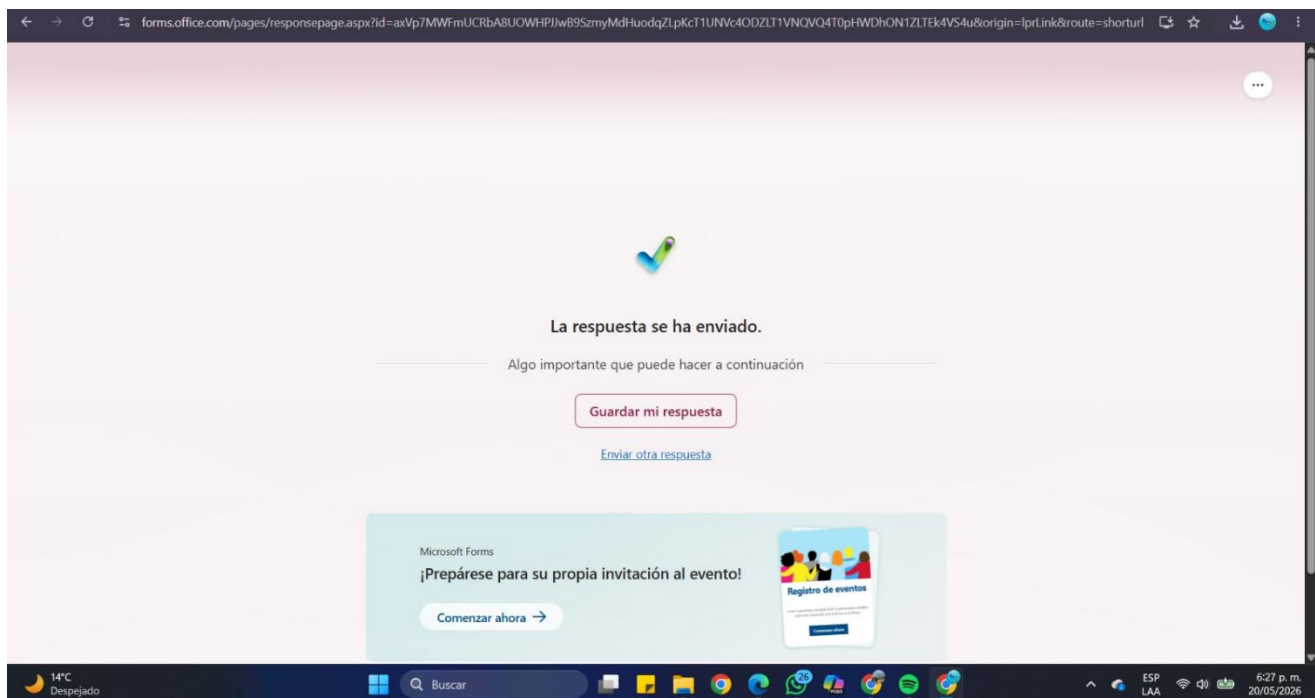 forms.office.com/pages/responsepage.aspx?id=axVp7MWFmUCRbA8UOWHPJJwB9SzmyMdHuodqZLpKcT1UNVc4ODZLT1VNQVQ4T0pHWDhON1ZLTEk4VS4u&origin=lprLink&route=shorturl
La respuesta se ha enviado.
Algo importante que puede hacer a continuación
Guardar mi respuesta
Enviar otra respuesta
Microsoft Forms
¡Prepárese para su propia invitación al evento!
Comenzar ahora
Registro de eventos
14°C
Despejado
Buscar
26
ESP
LAA
6:27 p. m.
20/05/2026